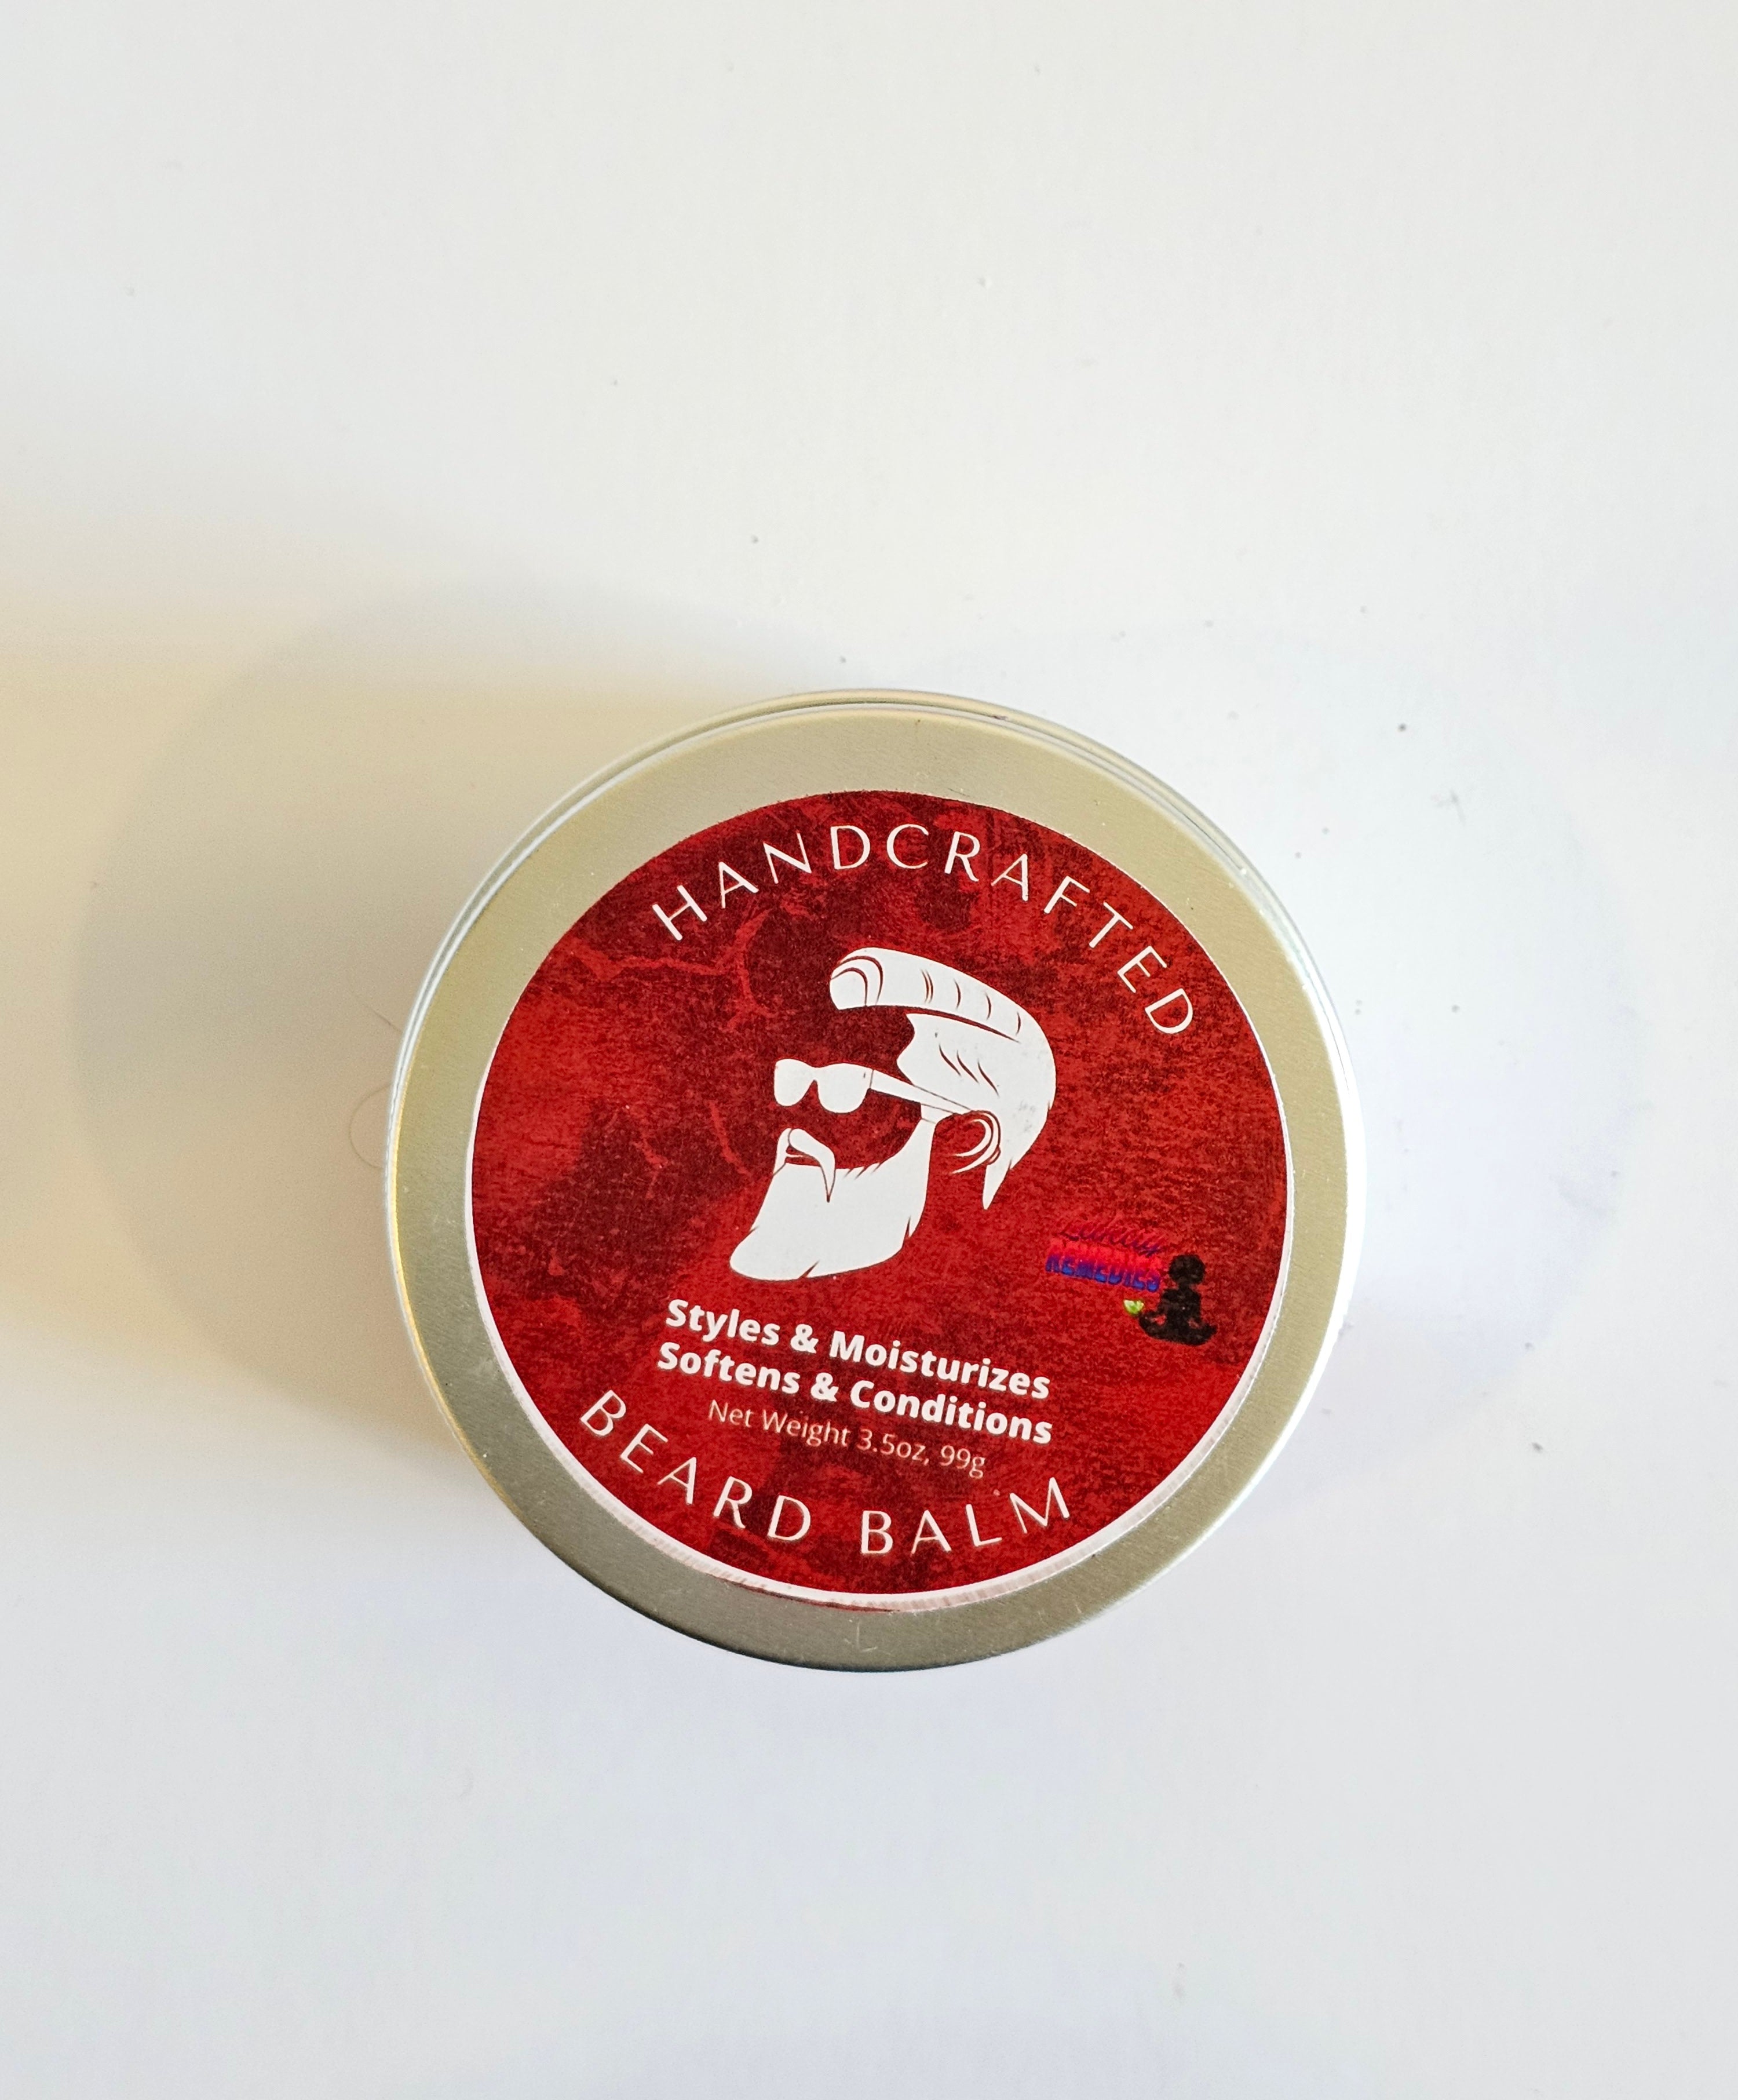 HANDCRAFTED
REMEDIES
Styles & Moisturizes
Softens & Conditions
Net Weight 3.5oz, 99g
BEARD BALM